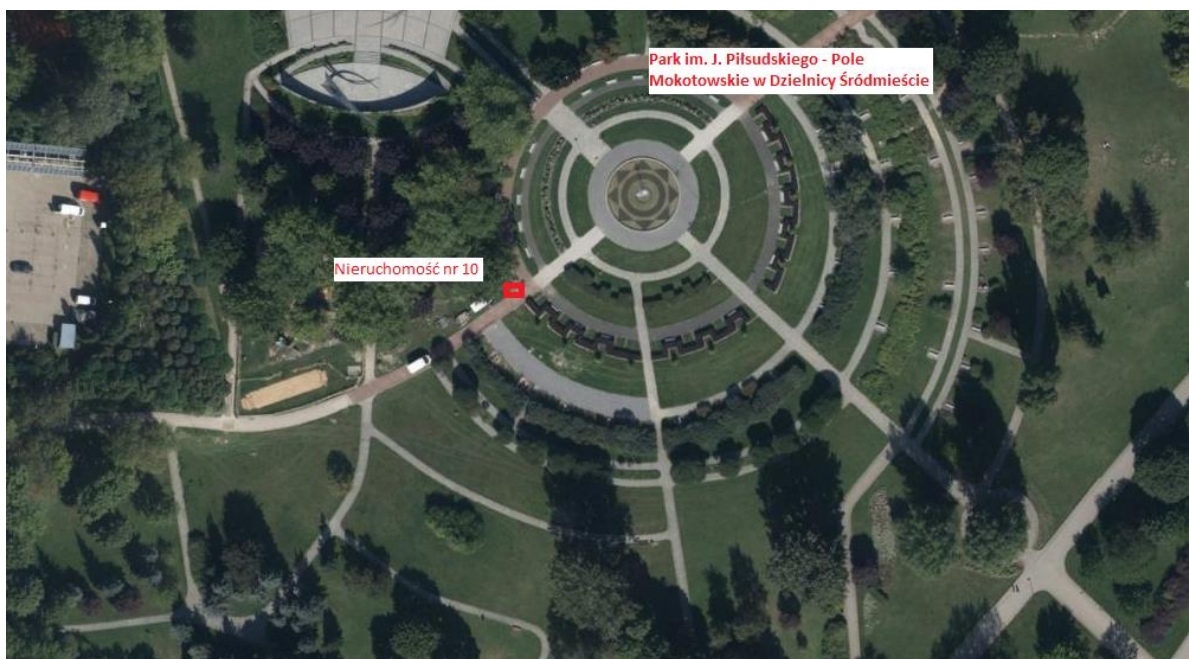 Park im. J. Piłsudskiego - Pole
Mokotowskie w Dzielnicy Śródmieście
Nieruchomość nr 10